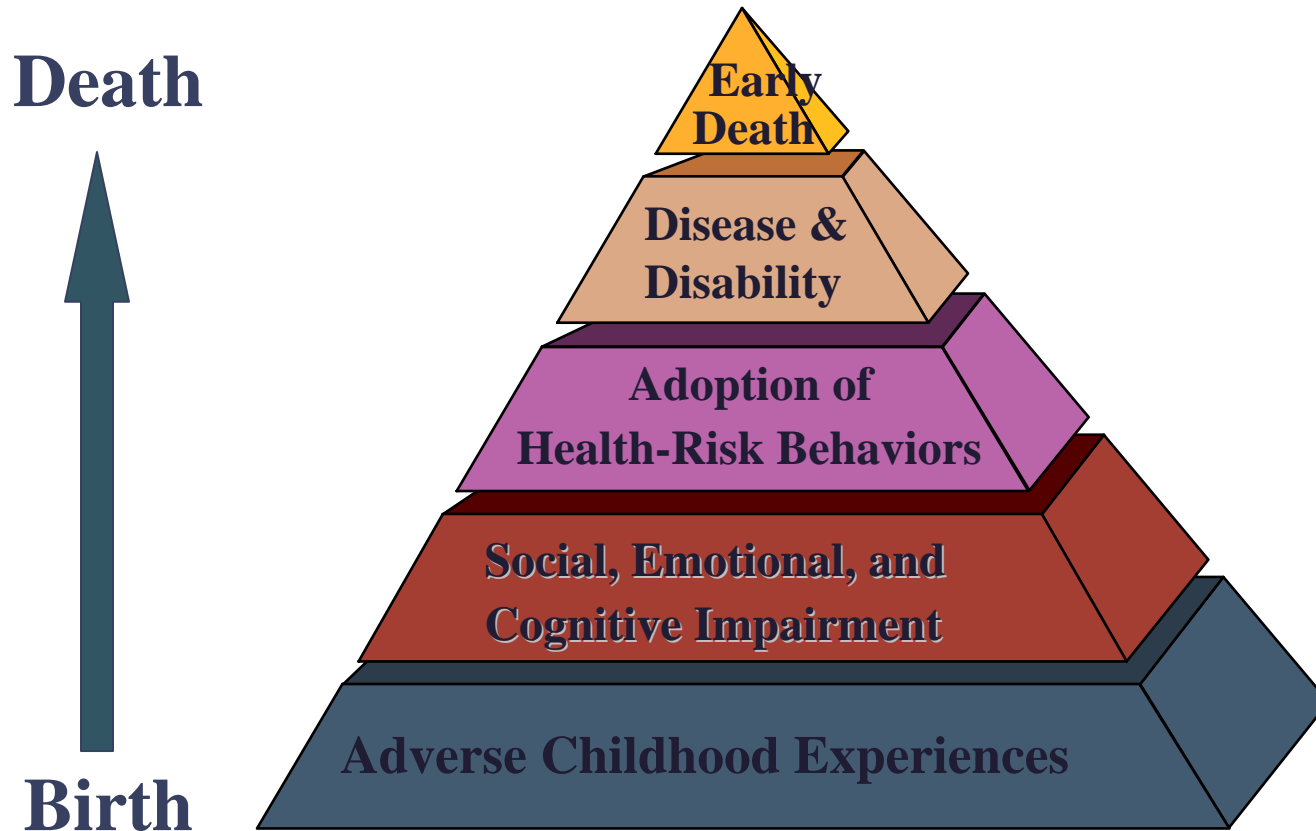 Death
Early
Death
Disease &
Disability
Adoption of
Health-Risk Behaviors
Social, Emotional, and
Cognitive Impairment
Adverse Childhood Experiences
Birth